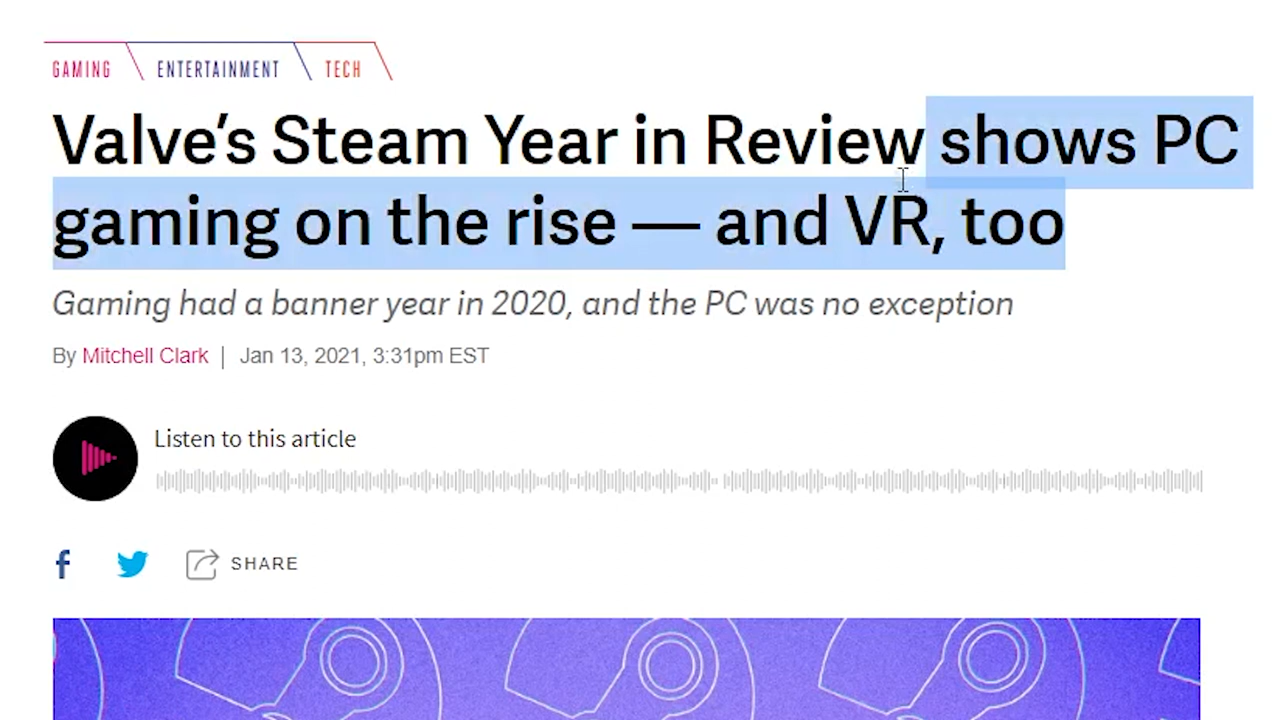 GAMING ENTERTAINMENT TECH
Valve’s Steam Year in Review shows PC
gaming on the rise — and VR, too
Gaming had a banner year in 2020, and the PC was no exception
By Mitchell Clark | Jan 13, 2021, 3:31pm EST
Listen to this article
SHARE